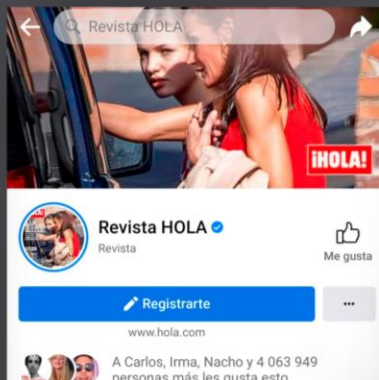 Revista HOLA
¡HOLA!
Revista HOLA
Revista
Me gusta
Registrarte
www.hola.com
A Carlos, Irma, Nacho y 4 063 949
personas más les gusta esto